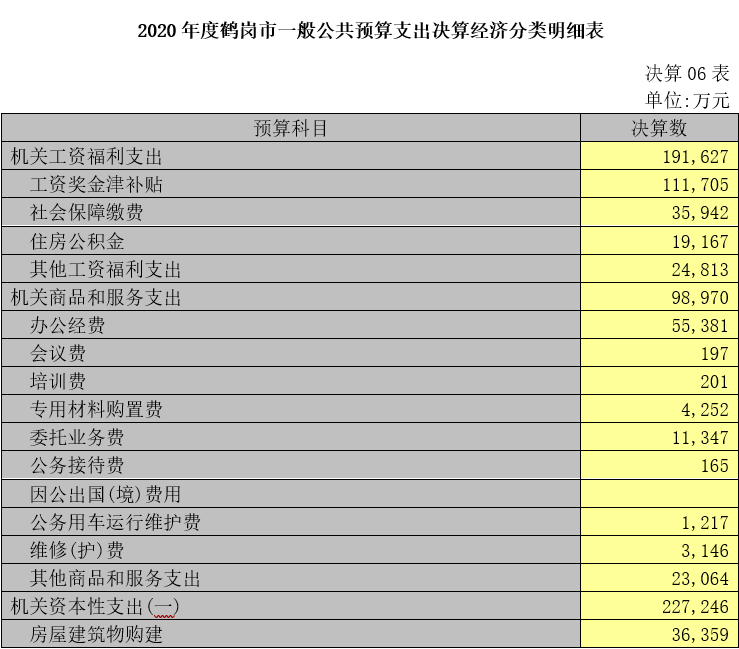 2020 年度鹤岗市一般公共预算支出决算经济分类明细表
决算 06 表
单位:万元
预算科目 决算数
机关工资福利支出 191,627
工资奖金津补贴 111,705
社会保障缴费 35,942
住房公积金 19,167
其他工资福利支出 24,813
机关商品和服务支出 98,970
办公经费 55,381
会议费 197
培训费 201
专用材料购置费 4,252
委托业务费 11,347
公务接待费 165
因公出国(境)费用
公务用车运行维护费 1,217
维修(护)费 3,146
其他商品和服务支出 23,064
机关资本性支出(一) 227,246
房屋建筑物购建 36,359